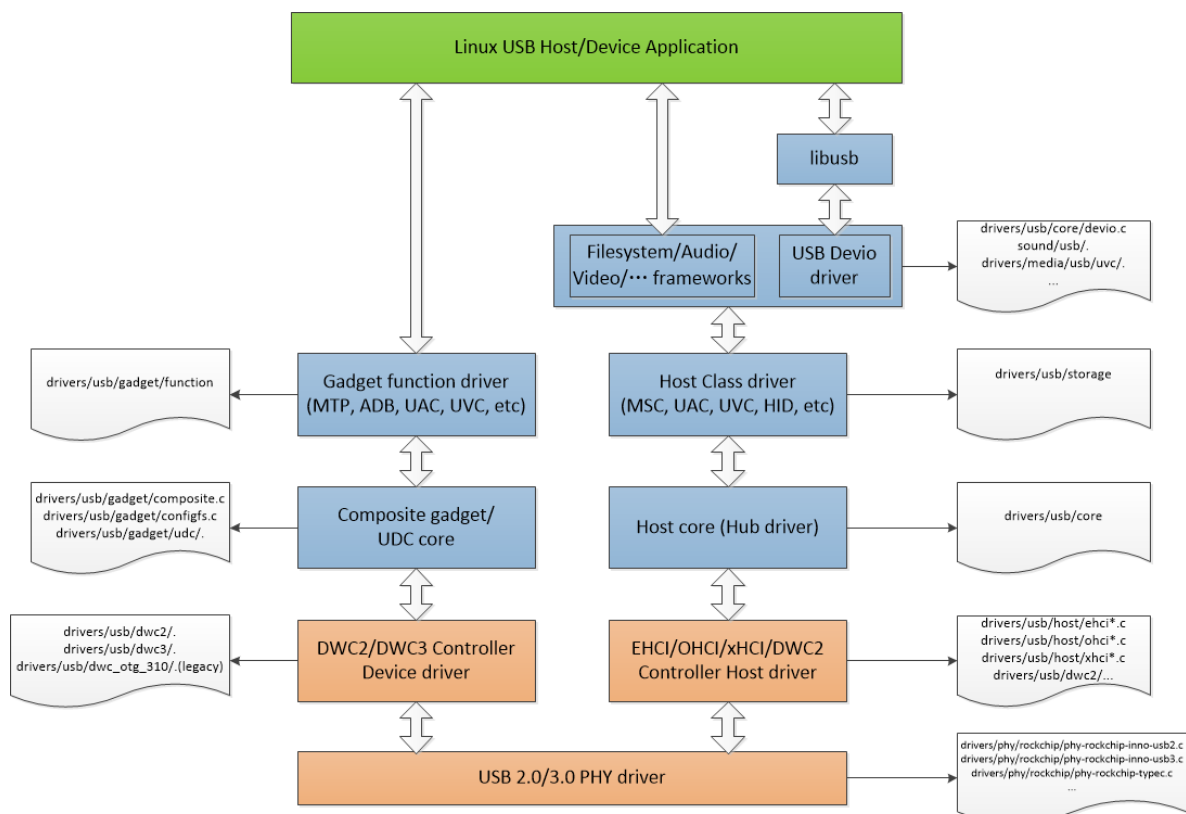 Linux USB Host/Device Application
libusb
Filesystem/Audio/
Video/··· frameworks
USB Devio
driver
drivers/usb/core/devio.c
sound/usb/.
drivers/media/usb/uvc/.
...
drivers/usb/gadget/function
Gadget function driver
(MTP, ADB, UAC, UVC, etc)
Host Class driver
(MSC, UAC, UVC, HID, etc)
drivers/usb/storage
drivers/usb/gadget/composite.c
drivers/usb/gadget/configfs.c
drivers/usb/gadget/udc/.
Composite gadget/
UDC core
Host core (Hub driver)
drivers/usb/core
drivers/usb/dwc2/.
drivers/usb/dwc3/.
drivers/usb/dwc_otg_310/.(legacy)
DWC2/DWC3 Controller
Device driver
EHCI/OHCI/xHCI/DWC2
Controller Host driver
drivers/usb/host/ehci*.c
drivers/usb/host/ohci*.c
drivers/usb/host/xhci*.c
drivers/usb/dwc2/...
USB 2.0/3.0 PHY driver
drivers/phy/rockchip/phy-rockchip-inno-usb2.c
drivers/phy/rockchip/phy-rockchip-inno-usb3.c
drivers/phy/rockchip/phy-rockchip-typec.c
...